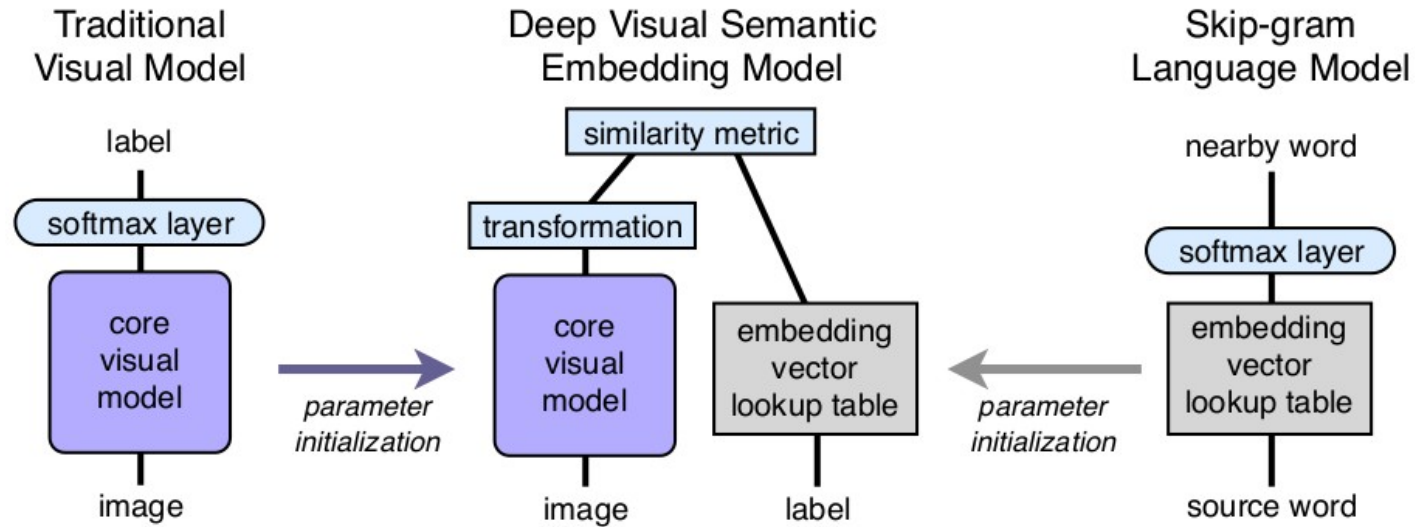 Traditional
Visual Model
label
softmax layer
core
visual
model
image
parameter
initialization
Deep Visual Semantic
Embedding Model
similarity metric
transformation
core
visual
model
image
embedding
vector
lookup table
label
parameter
initialization
Skip-gram
Language Model
nearby word
softmax layer
embedding
vector
lookup table
source word